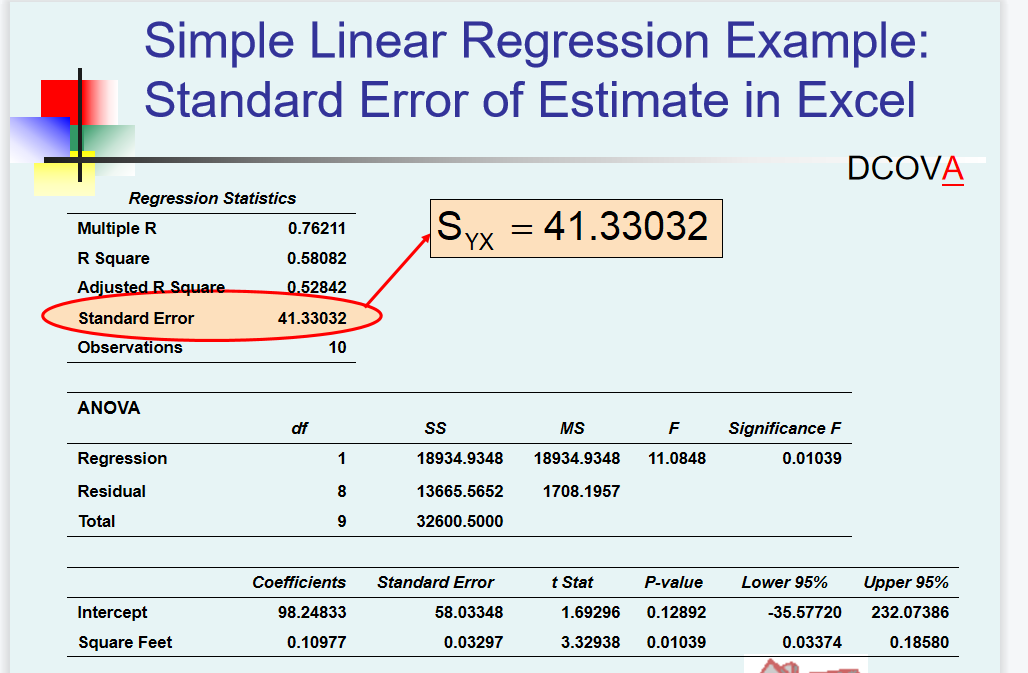 Simple Linear Regression Example:
Standard Error of Estimate in Excel
DCOVA
Regression Statistics
Multiple R 0.76211
R Square 0.58082
Adjusted R Square 0.52842
Standard Error 41.33032
Observations 10
SYX = 41.33032
ANOVA
df SS MS F Significance F
Regression 1 18934.9348 18934.9348 11.0848 0.01039
Residual 8 13665.5652 1708.1957
Total 9 32600.5000
Coefficients Standard Error t Stat P-value Lower 95% Upper 95%
Intercept 98.24833 58.03348 1.69296 0.12892 -35.57720 232.07386
Square Feet 0.10977 0.03297 3.32938 0.01039 0.03374 0.18580